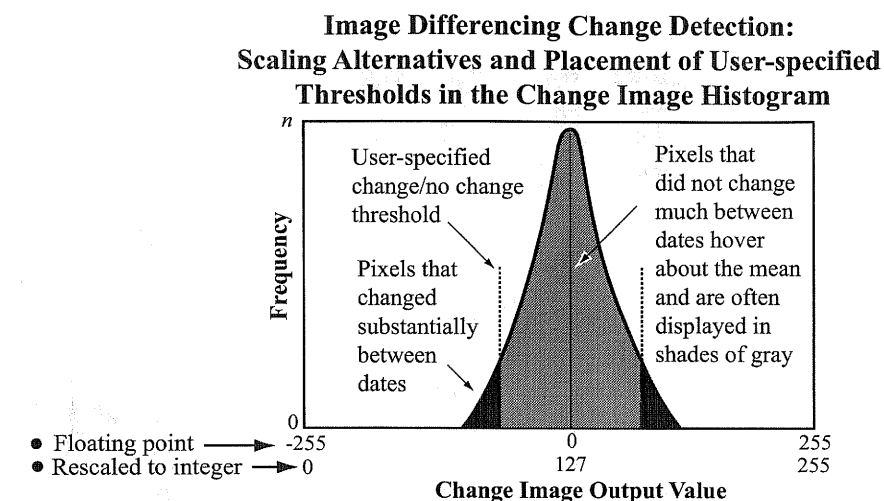 Image Differencing Change Detection:
Scaling Alternatives and Placement of User-specified
Thresholds in the Change Image Histogram
n
User-specified
change/no change
threshold
Pixels that
did not change
much between
dates hover
about the mean
and are often
displayed in
shades of gray
Frequency
Pixels that
changed
substantially
between
dates
0
• Floating point -255 0 255
• Rescaled to integer 0 127 255
Change Image Output Value